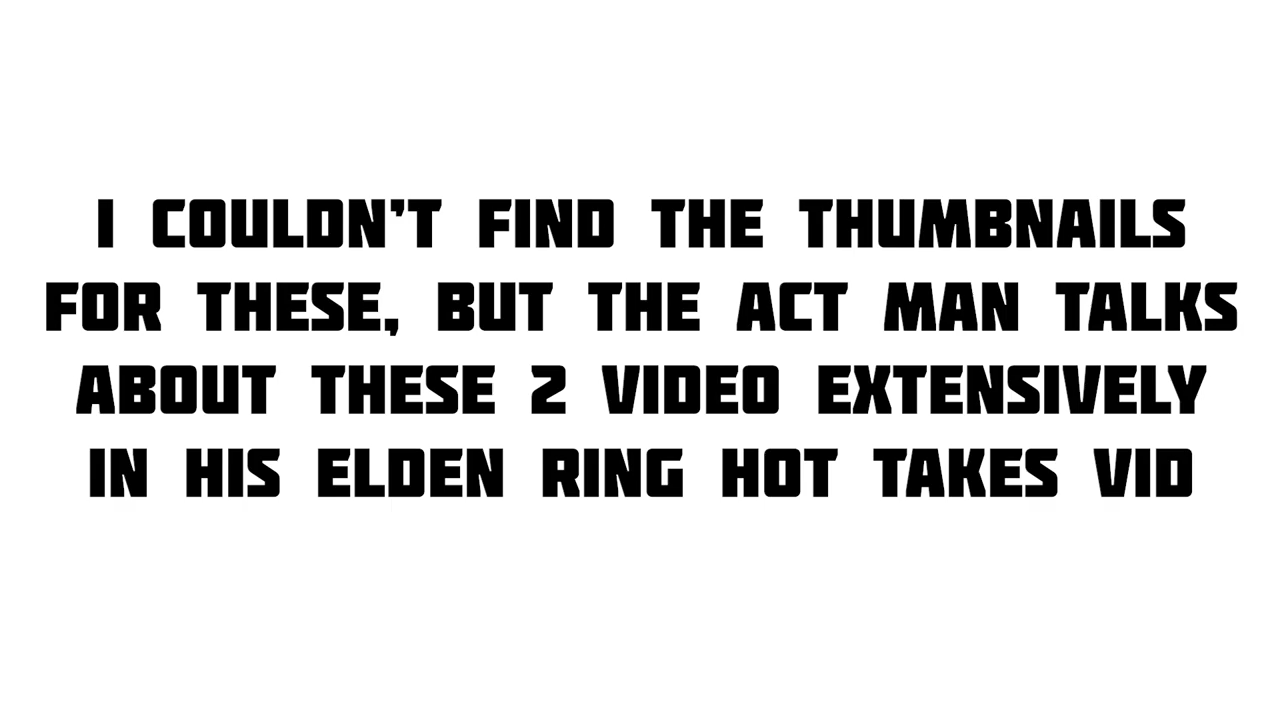 I COULDN'T FIND THE THUMBNAILS
FOR THESE, BUT THE ACT MAN TALKS
ABOUT THESE 2 VIDEO EXTENSIVELY
IN HIS ELDEN RING HOT TAKES VID